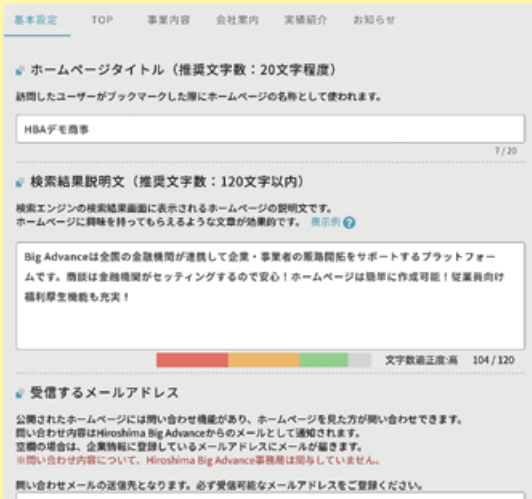 基本設定 TOP 事業内容 会社案内 実績紹介 お知らせ
ホームページタイトル（推奨文字数：20文字程度）
訪問したユーザーがブックマークした際にホームページの名称として使われます。
HBAデモ商事
7/20
検索結果説明文（推奨文字数：120文字以内）
検索エンジンの検索結果画面に表示されるホームページの説明文です。
ホームページに興味を持ってもらえるような文章が効果的です。 表示例?
Big Advanceは全国の金融機関が連携して企業・事業者の販路開拓をサポートするプラットフォー
ムです。商談は金融機関がセッティングするので安心！ホームページは簡単に作成可能！従業員向け
福利厚生機能も充実！
文字数適正度:高 104/120
受信するメールアドレス
公開されたホームページには問い合わせ機能があり、ホームページを見た方が問い合わせできます。
問い合わせ内容はHiroshima Big Advanceからのメールとして通知されます。
空欄の場合は、企業情報に登録しているメールアドレスにメールが届きます。
※問い合わせ内容について、Hiroshima Big Advance事務局は関与していません。
問い合わせメールの送信先となります。必ず受信可能なメールアドレスをご登録ください。